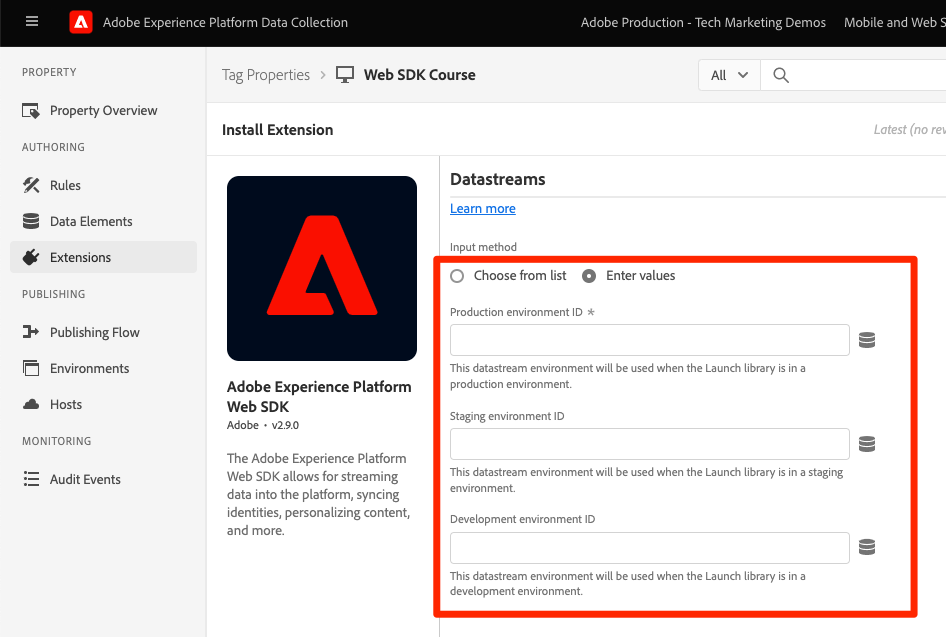 Adobe Experience Platform Data Collection
Adobe Production - Tech Marketing Demos
Mobile and Web S
PROPERTY
Property Overview
AUTHORING
Rules
Data Elements
Extensions
PUBLISHING
Publishing Flow
Environments
Hosts
MONITORING
Audit Events
Tag Properties > Web SDK Course
All
Install Extension
Latest (no rev
Adobe Experience Platform
Web SDK
Adobe • v2.9.0
The Adobe Experience Platform
Web SDK allows for streaming
data into the platform, syncing
identities, personalizing content,
and more.
Datastreams
Learn more
Input method
Choose from list
Enter values
Production environment ID *
This datastream environment will be used when the Launch library is in a
production environment.
Staging environment ID
This datastream environment will be used when the Launch library is in a staging
environment.
Development environment ID
This datastream environment will be used when the Launch library is in a
development environment.